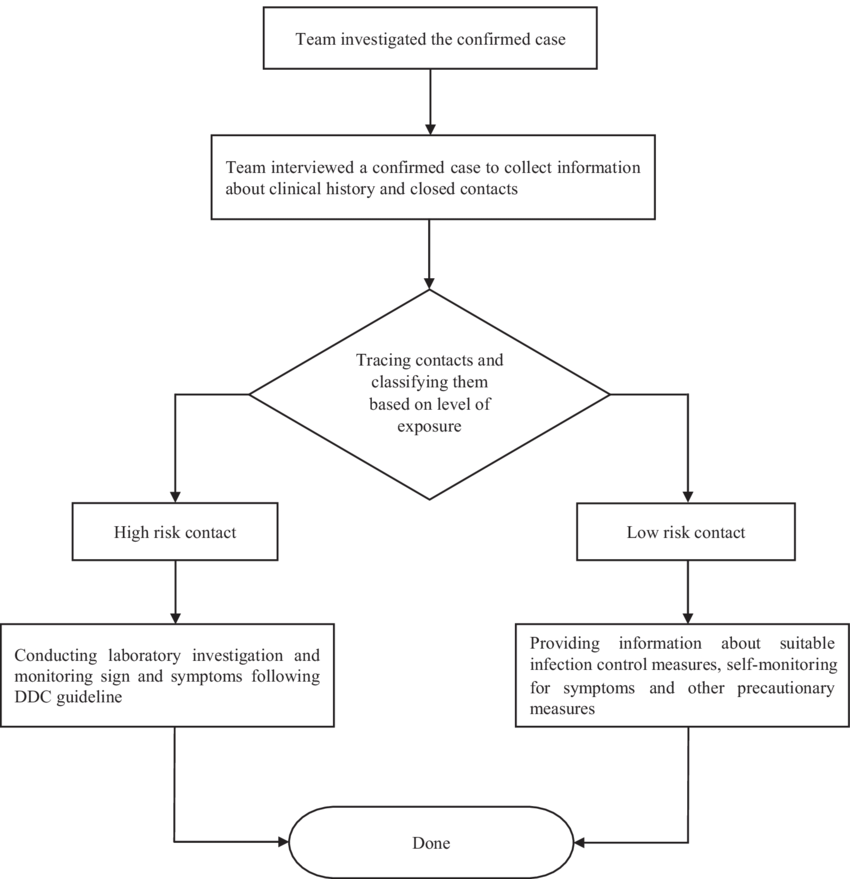 Team investigated the confirmed case
Team interviewed a confirmed case to collect information
about clinical history and closed contacts
Tracing contacts and
classifying them
based on level of
exposure
High risk contact
Low risk contact
Conducting laboratory investigation and
monitoring sign and symptoms following
DDC guideline
Providing information about suitable
infection control measures, self-monitoring
for symptoms and other precautionary
measures
Done